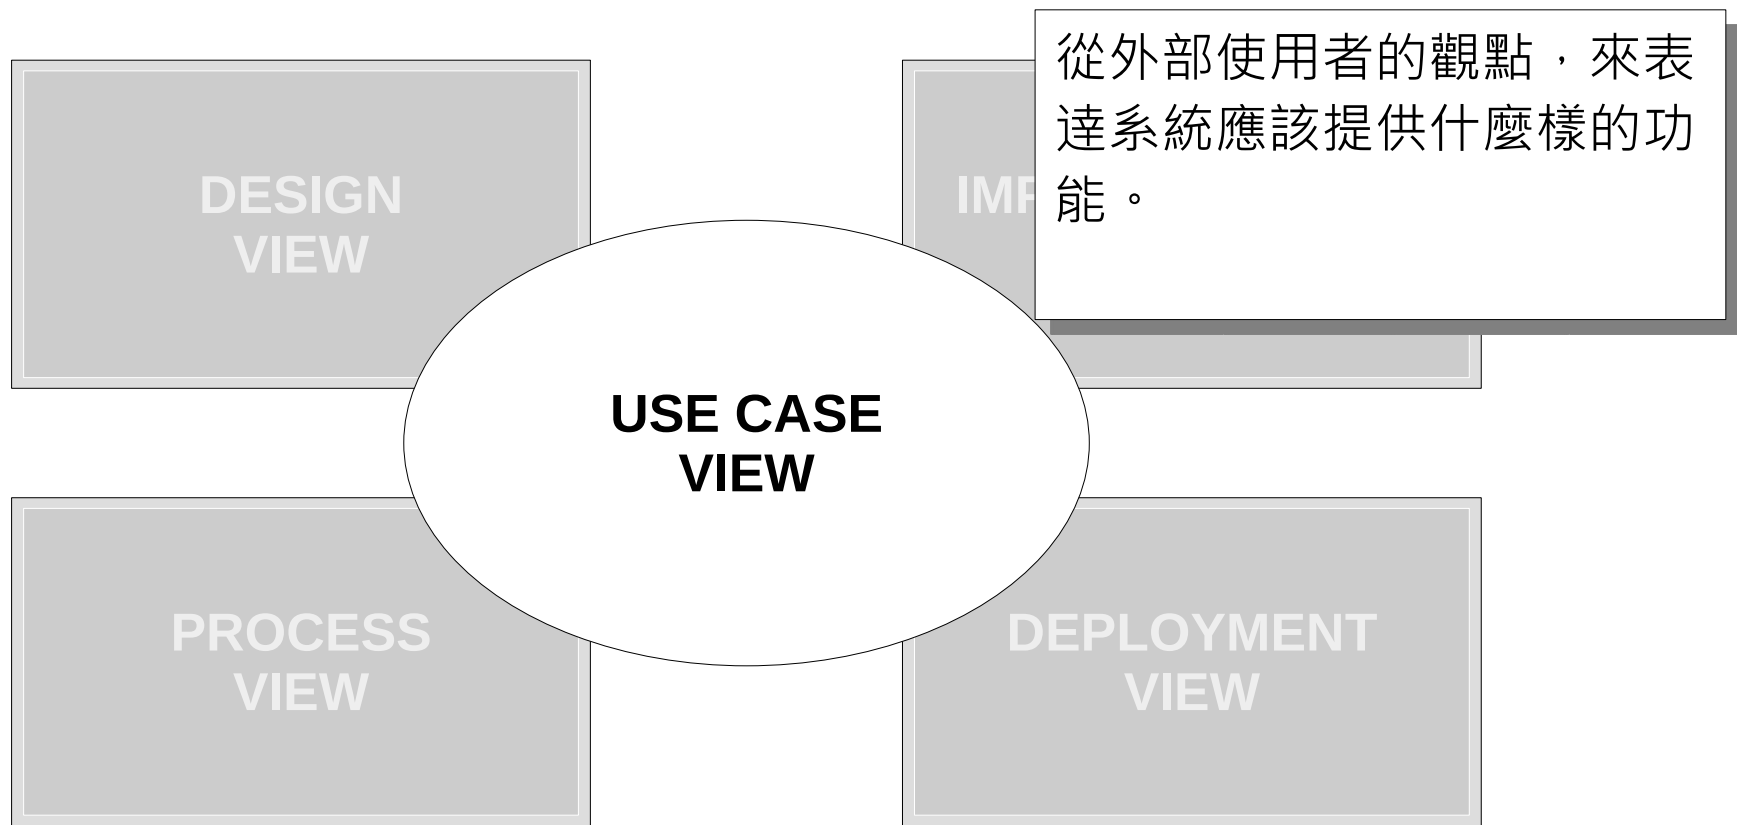 DESIGN
VIEW
從外部使用者的觀點，來表
達系統應該提供什麼樣的功
能。
USE CASE
VIEW
PROCESS
VIEW
DEPLOYMENT
VIEW